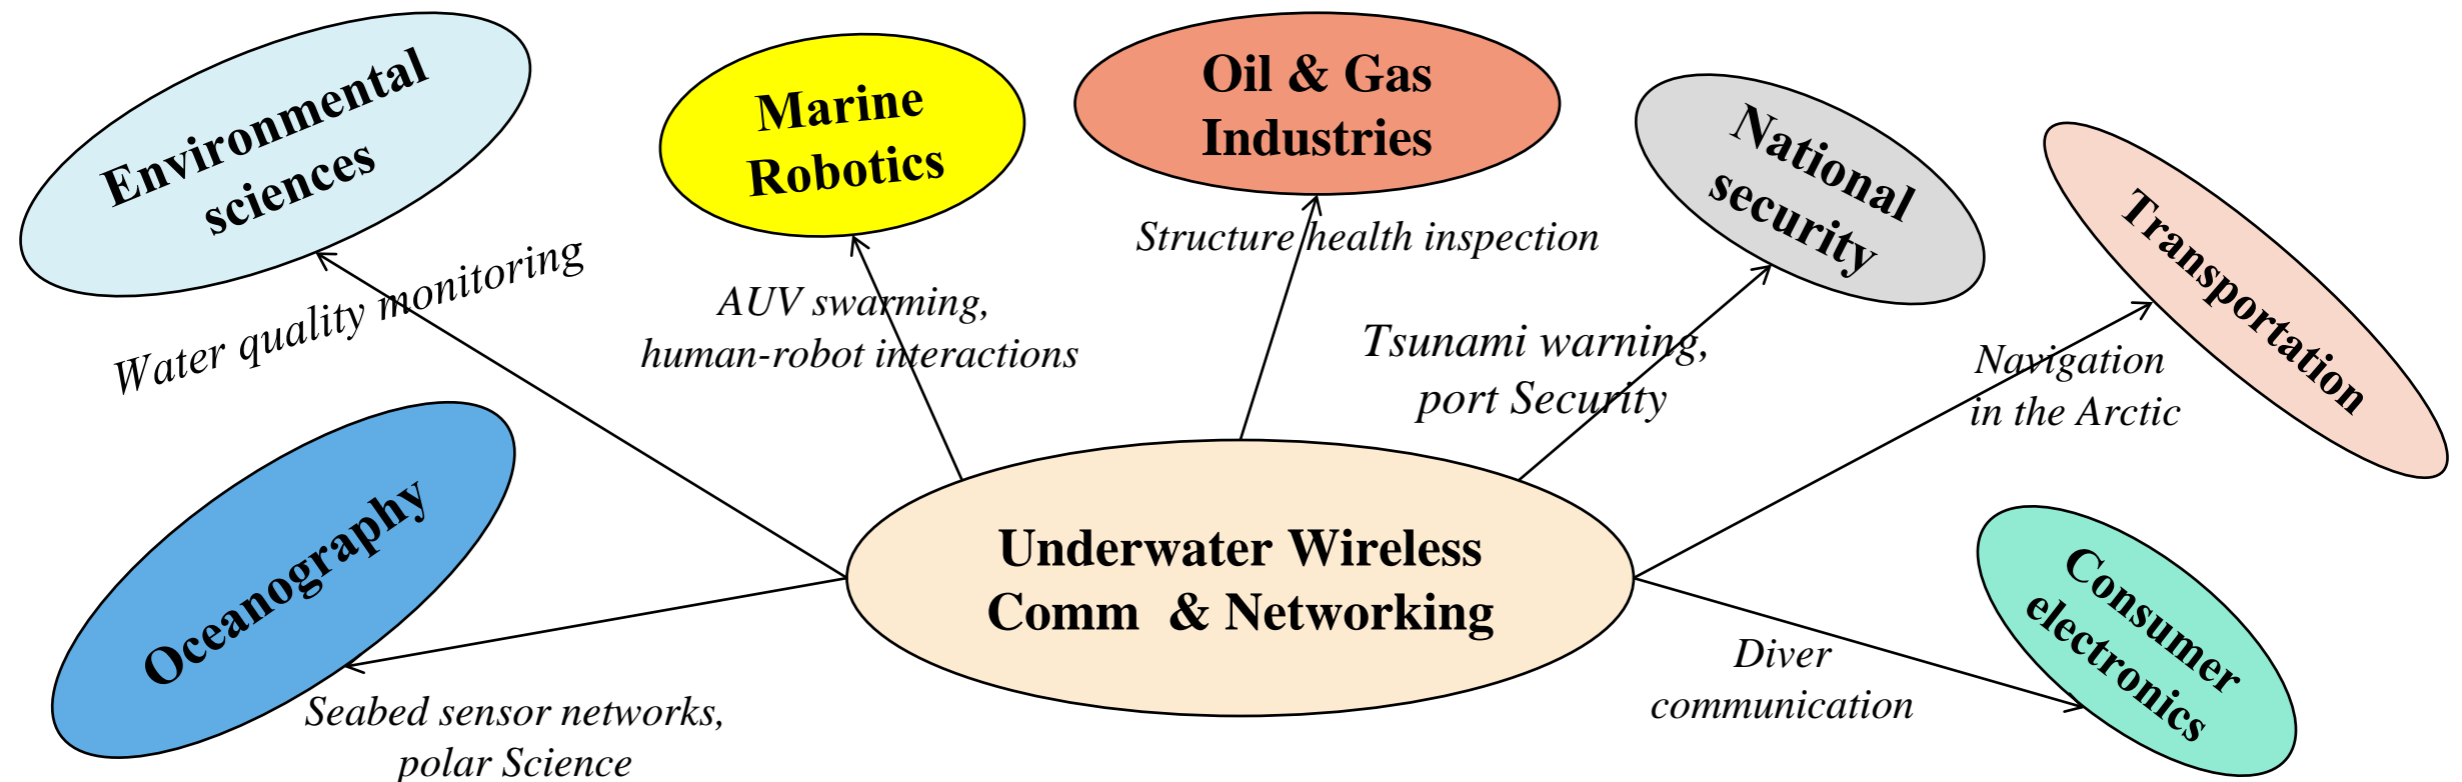 Environmental
sciences
Marine
Robotics
Oil & Gas
Industries
National
security
Transportation
Water quality monitoring
AUV swarming,
human-robot interactions
Structure health inspection
Tsunami warning,
port Security
Navigation
in the Arctic
Oceanography
Underwater Wireless
Comm & Networking
Consumer
electronics
Seabed sensor networks,
polar Science
Diver
communication